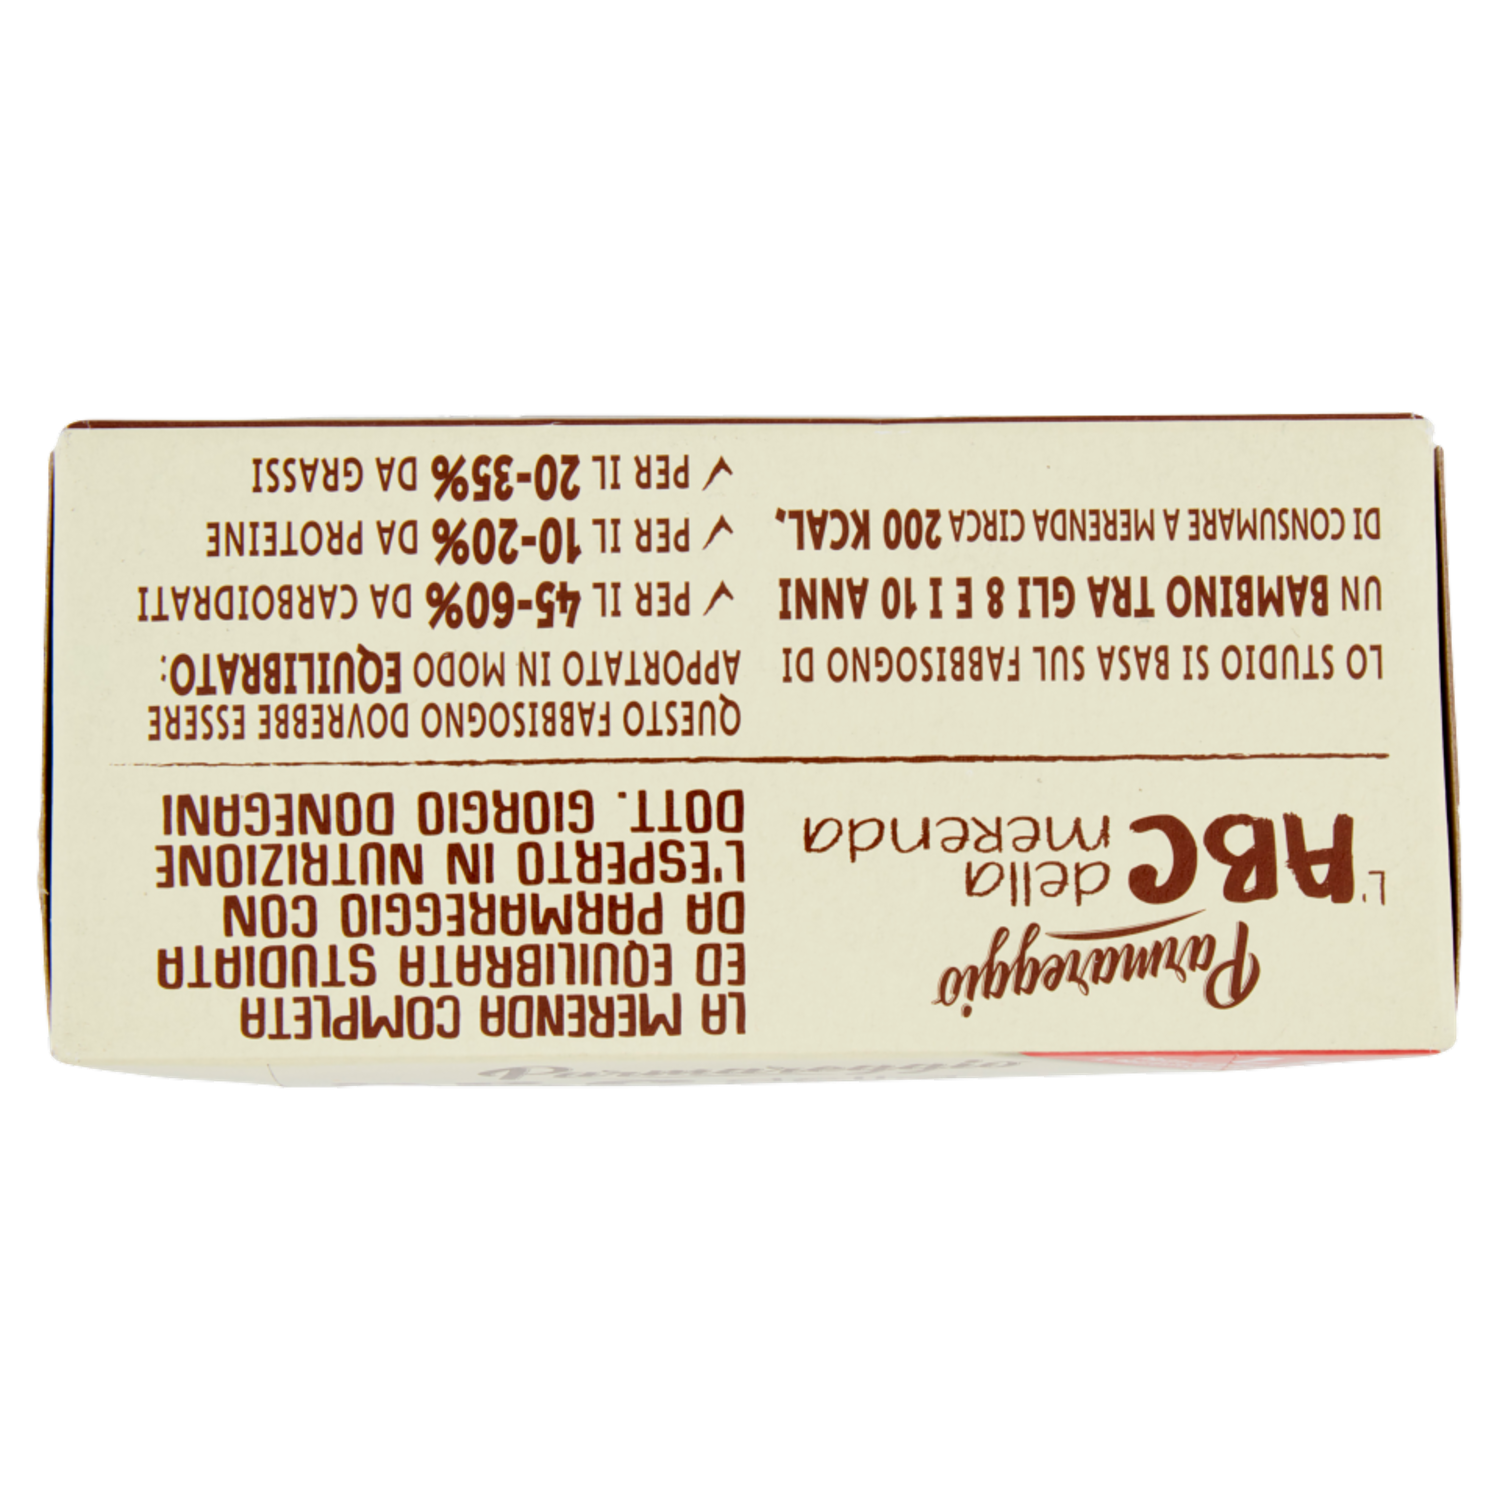 Parmareggio
L'ABC della
merenda
LA MERENDA COMPLETA
ED EQUILIBRATA STUDIATA
DA PARMAREGGIO CON
L'ESPERTO IN NUTRIZIONE
DOTT. GIORGIO DONEGANI
LO STUDIO SI BASA SUL FABBISOGNO DI
UN BAMBINO TRA GLI 8 E I 10 ANNI
DI CONSUMARE A MERENDA CIRCA 200 KCAL.
QUESTO FABBISOGNO DOVREBBE ESSERE
APPORTATO IN MODO EQUILIBRATO:
✓ PER IL 45-60% DA CARBOIDRATI
✓ PER IL 10-20% DA PROTEINE
✓ PER IL 20-35% DA GRASSI
Parmareggio